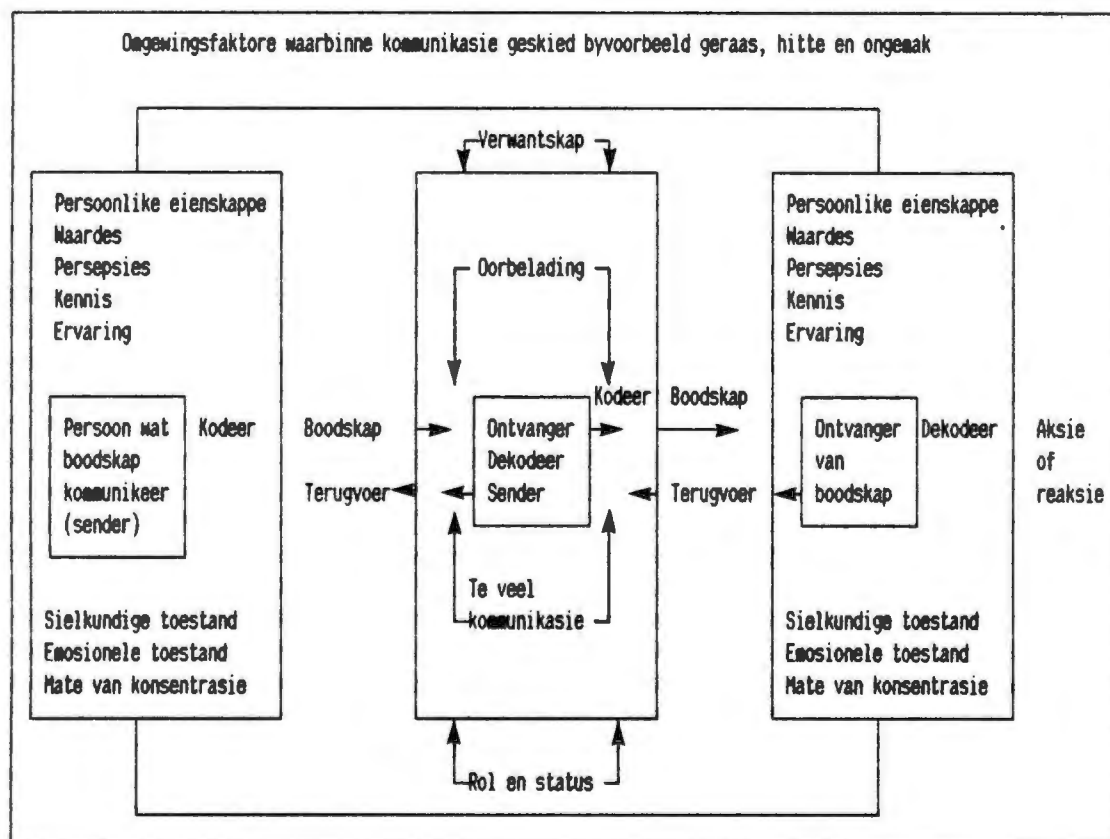 Omgewingsfaktore waarbinne kommunikasie geskied byvoorbeeld geraas, hitte en ongemak
Verwantskap
Persoonlike eienskappe
Waardes
Persepsies
Kennis
Ervaring
Persoon wat
boodskap
kommunikeer
(sender)
Kodeer
Sielkundige toestand
Emosionele toestand
Mate van konsentrasie
Boodskap
Terugvoer
Oorbelading
Ontvanger
Dekodeer
Sender
Kodeer
Te veel
kommunikasie
Rol en status
Boodskap
Terugvoer
Persoonlike eienskappe
Waardes
Persepsies
Kennis
Ervaring
Ontvanger
van
boodskap
Dekodeer
Sielkundige toestand
Emosionele toestand
Mate van konsentrasie
Aksie
of
reaksie